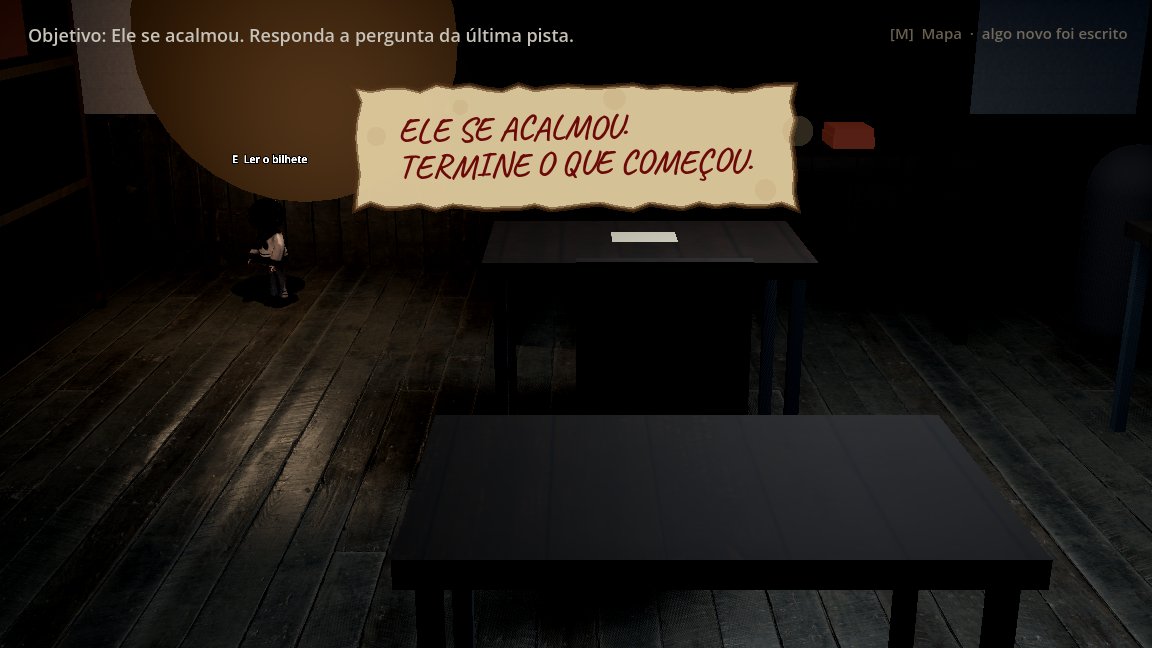 Objetivo: Ele se acalmou. Responda a pergunta da última pista.
[M] Mapa · algo novo foi escrito
ELE SE ACALMOU.
TERMINE O QUE COMEÇOU.
E Ler o bilhete